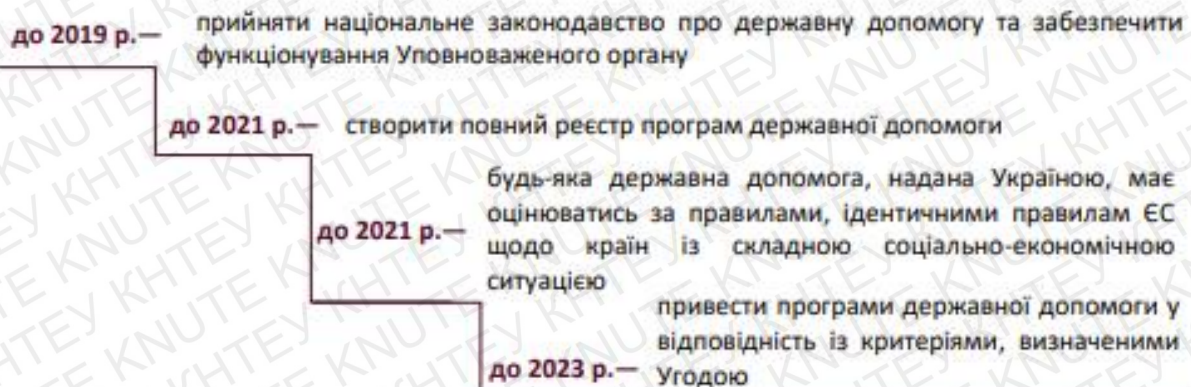 до 2019 р.— прийняти національне законодавство про державну допомогу та забезпечити
функціонування Уповноваженого органу
до 2021 р.— створити повний реєстр програм державної допомоги
будь-яка державна допомога, надана Україною, має
оцінюватись за правилами, ідентичними правилам ЄС
до 2021 р.— щодо країн із складною соціально-економічною
ситуацією
привести програми державної допомоги у
відповідність із критеріями, визначеними
до 2023 р.— Угодою